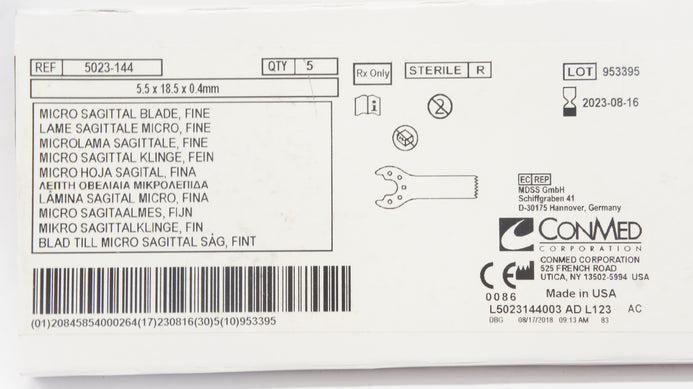 REF 5023-144 QTY 5
5.5 x 18.5 x 0.4mm
MICRO SAGITTAL BLADE, FINE
LAME SAGITTALE MICRO, FINE
MICROLAMA SAGITTALE, FINE
MICRO SAGITTAL KLINGE, FEIN
MICRO HOJA SAGITAL, FINA
ΛΕΠΤΗ ΟΒΕΛΙΑΙΑ ΜΙΚΡΟΛΕΠΙΔΑ
LÂMINA SAGITAL MICRO, FINA
MICRO SAGITAALMES, FIJN
MIKRO SAGITTALKLINGE, FIN
BLAD TILL MICRO SAGITTAL SÅG, FINT
(01)20845854000264(17)230816(30)5(10)953395
Rx Only
STERILE R
LOT 953395
2023-08-16
2
EC REP
MDSS GmbH
Schiffgraben 41
D-30175 Hannover, Germany
CONMED
CORPORATION
CONMED CORPORATION
525 FRENCH ROAD
UTICA, NY 13502-5994 USA
CE
0086
Made in USA
L5023144003 AD L123 AC
DBG 08/17/2018 09:13 AM 83